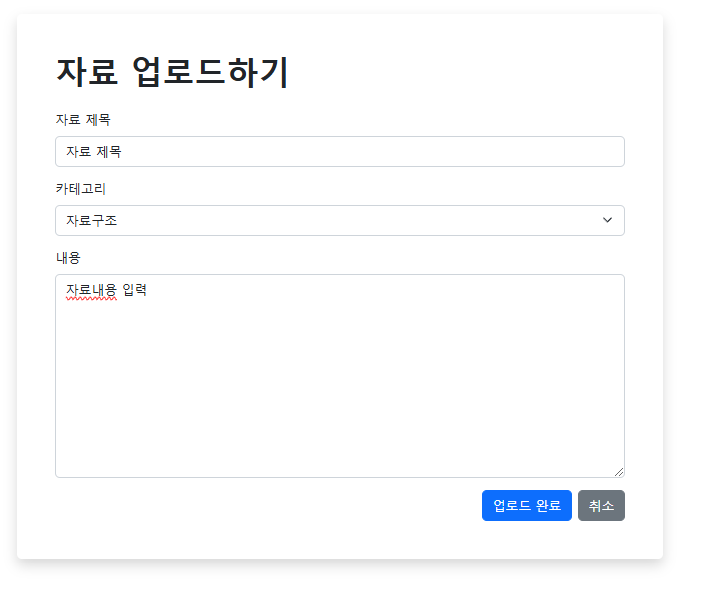 자료 업로드하기
자료 제목
자료 제목
카테고리
자료구조
내용
자료내용 입력
업로드 완료 취소